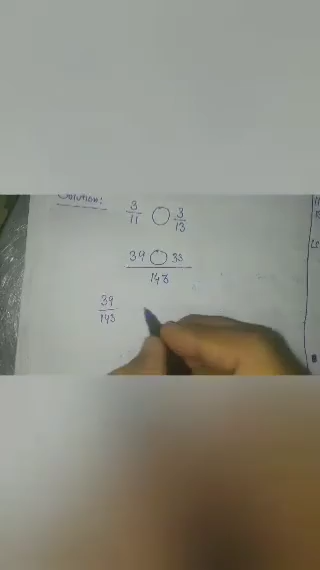 Solution:
3/11 ◯ 3/13
39 ◯ 33
143
39/143